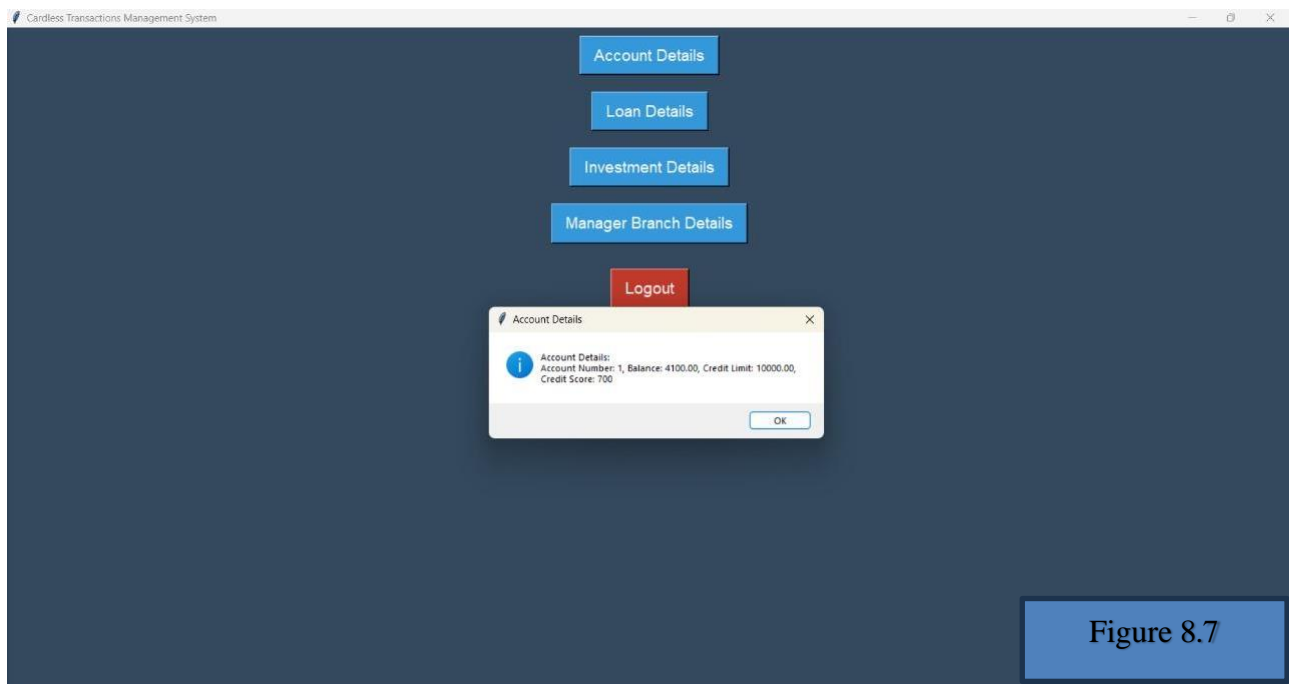 Cardless Transactions Management System
Account Details
Loan Details
Investment Details
Manager Branch Details
Logout
Account Details
Account Details:
Account Number: 1, Balance: 4100.00, Credit Limit: 10000.00,
Credit Score: 700
OK
Figure 8.7